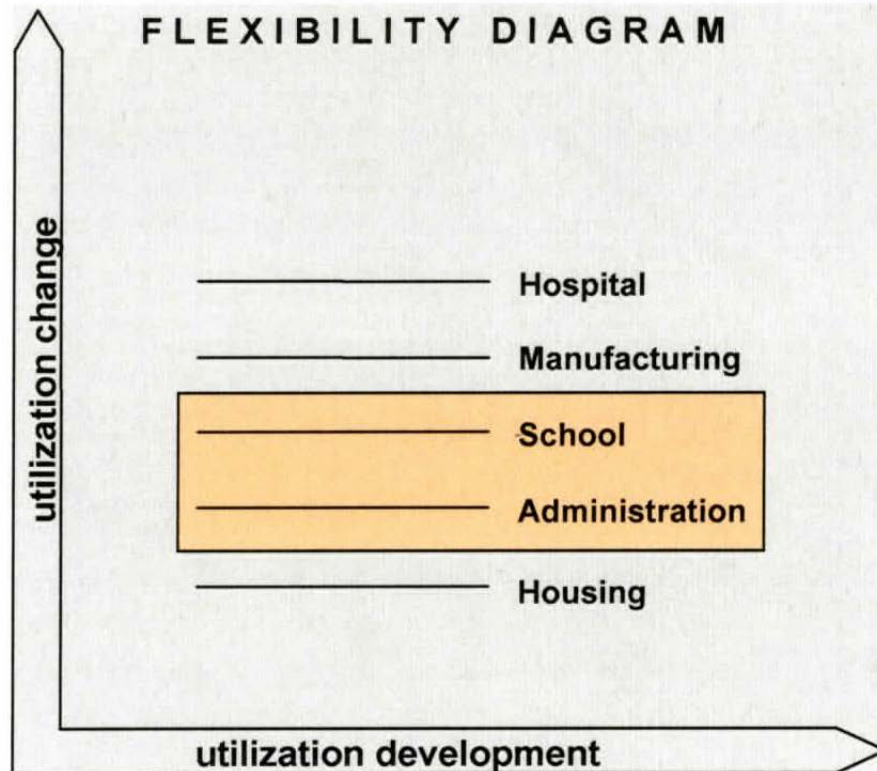 FLEXIBILITY DIAGRAM
utilization change
Hospital
Manufacturing
School
Administration
Housing
utilization development